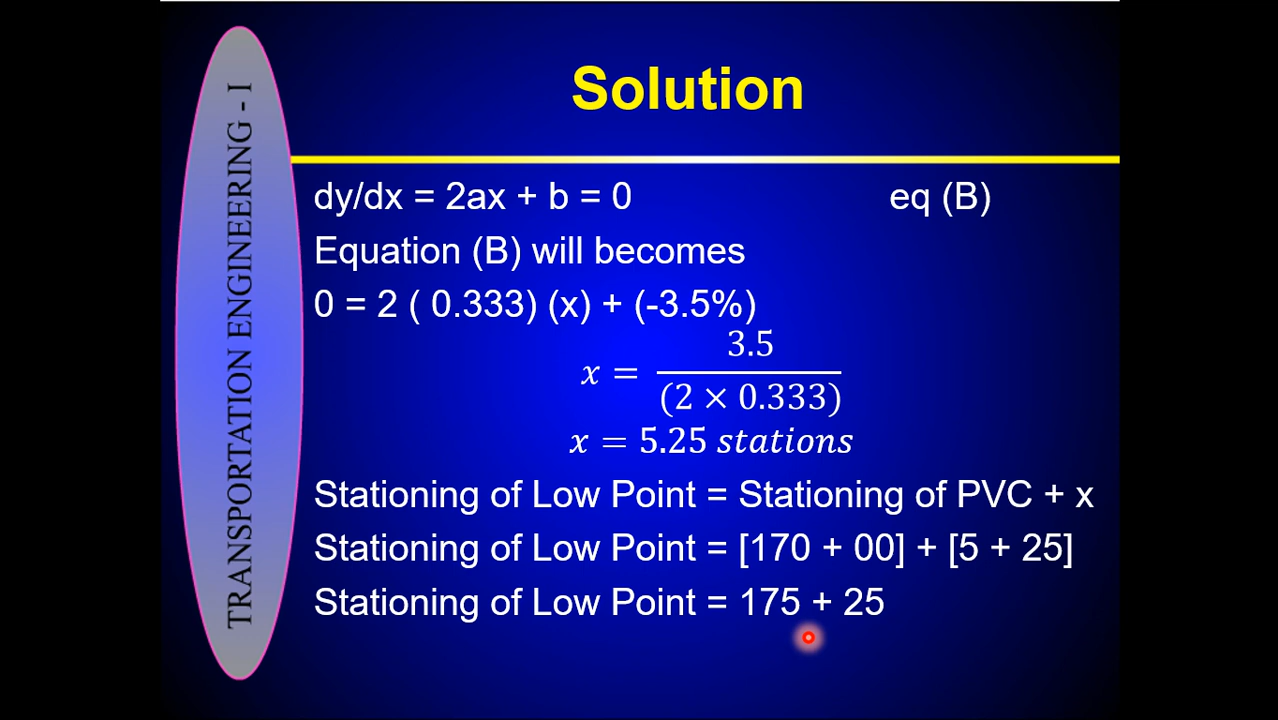 TRANSPORTATION ENGINEERING - I
Solution
dy/dx = 2ax + b = 0 eq (B)
Equation (B) will becomes
0 = 2 ( 0.333) (x) + (-3.5%)
x = 3.5 / (2 × 0.333)
x = 5.25 stations
Stationing of Low Point = Stationing of PVC + x
Stationing of Low Point = [170 + 00] + [5 + 25]
Stationing of Low Point = 175 + 25